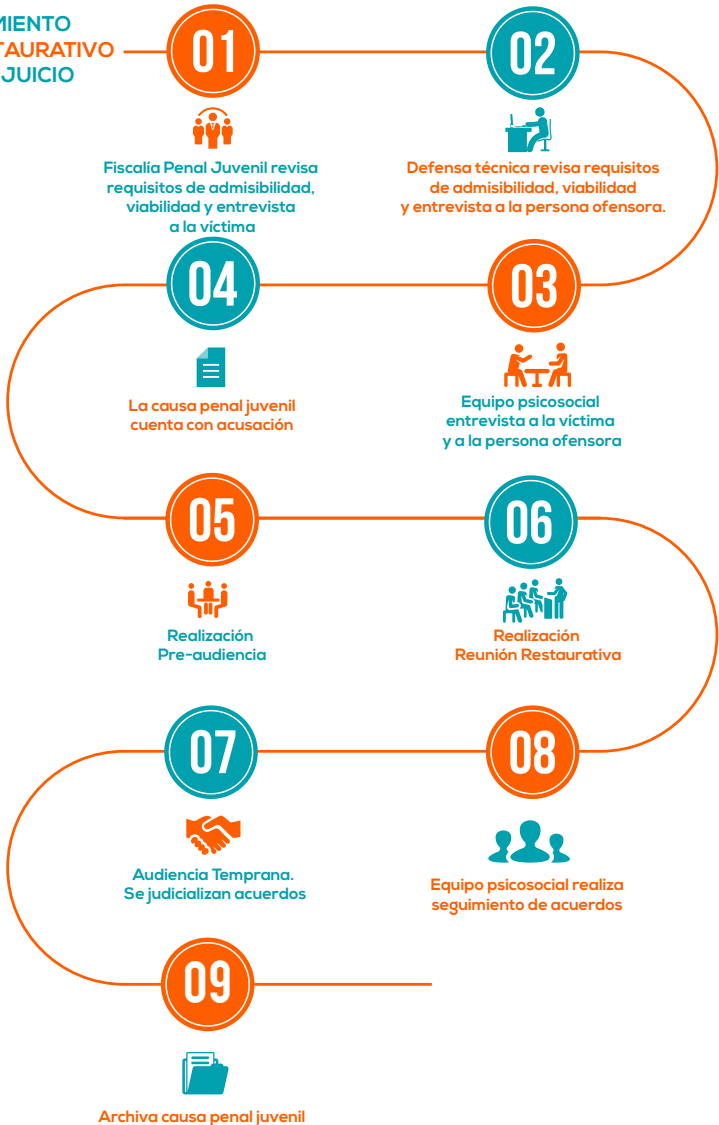 MIENTO
TAURATIVO
JUICIO
01
Fiscalía Penal Juvenil revisa
requisitos de admisibilidad,
viabilidad y entrevista
a la víctima
02
Defensa técnica revisa requisitos
de admisibilidad, viabilidad
y entrevista a la persona ofensora.
03
Equipo psicosocial
entrevista a la víctima
y a la persona ofensora
04
La causa penal juvenil
cuenta con acusación
05
Realización
Pre-audiencia
06
Realización
Reunión Restaurativa
07
Audiencia Temprana.
Se judicializan acuerdos
08
Equipo psicosocial realiza
seguimiento de acuerdos
09
Archiva causa penal juvenil